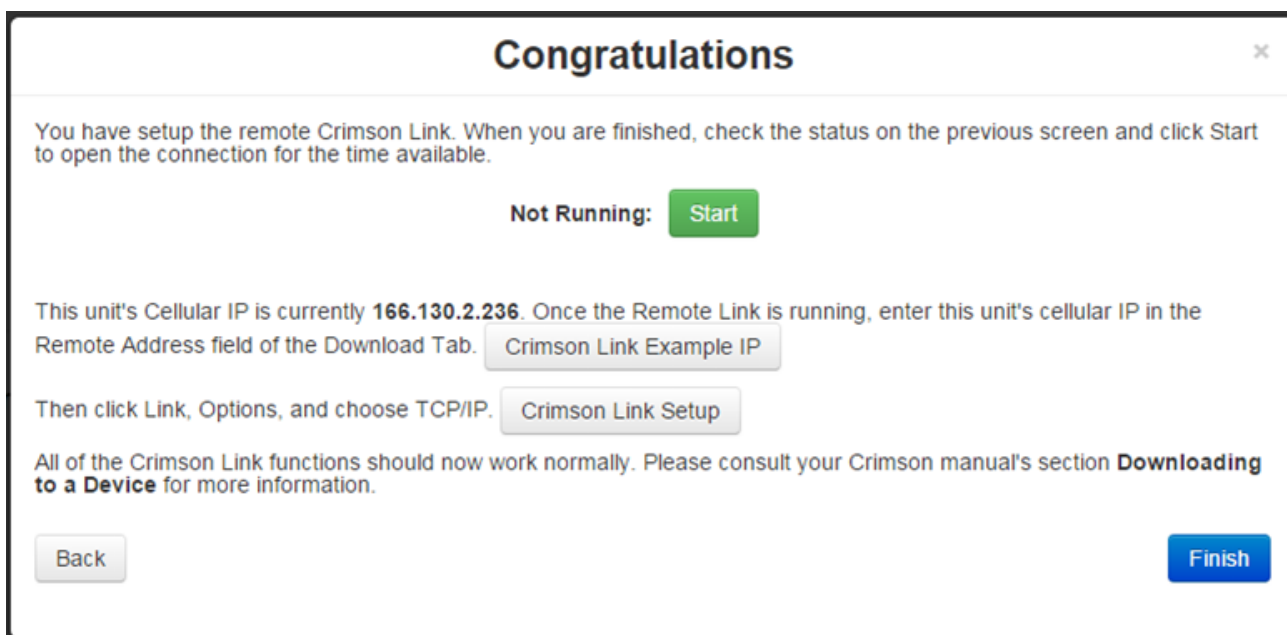 Congratulations
×
You have setup the remote Crimson Link. When you are finished, check the status on the previous screen and click Start
to open the connection for the time available.
Not Running: Start
This unit's Cellular IP is currently 166.130.2.236. Once the Remote Link is running, enter this unit's cellular IP in the
Remote Address field of the Download Tab. Crimson Link Example IP
Then click Link, Options, and choose TCP/IP. Crimson Link Setup
All of the Crimson Link functions should now work normally. Please consult your Crimson manual's section Downloading
to a Device for more information.
Back Finish